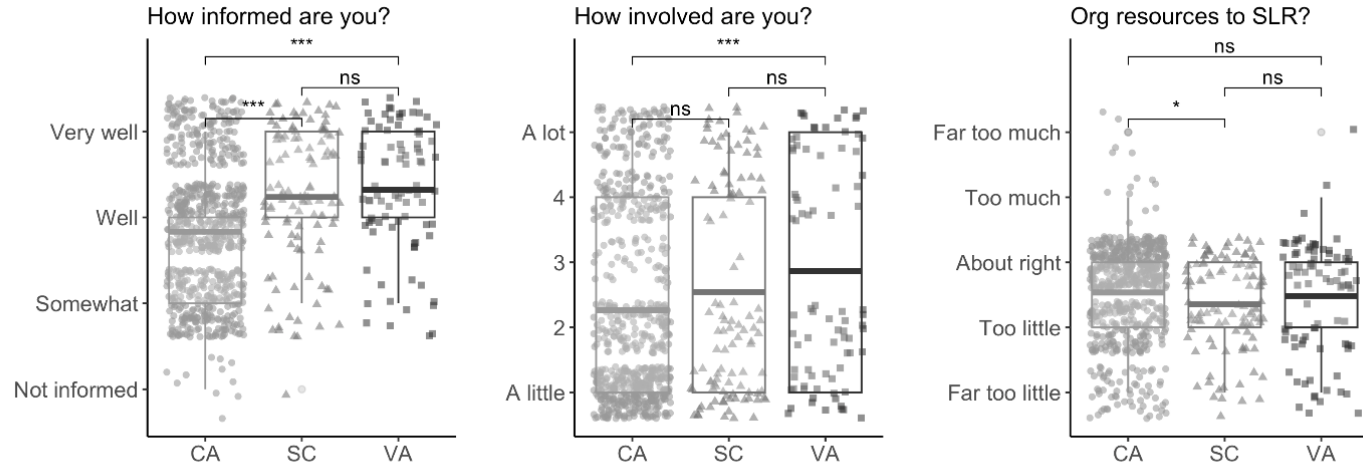 How informed are you?
***
ns
***
Very well
Well
Somewhat
Not informed
CA SC VA
How involved are you?
***
ns
ns
A lot
4
3
2
A little
CA SC VA
Org resources to SLR?
ns
ns
*
Far too much
Too much
About right
Too little
Far too little
CA SC VA